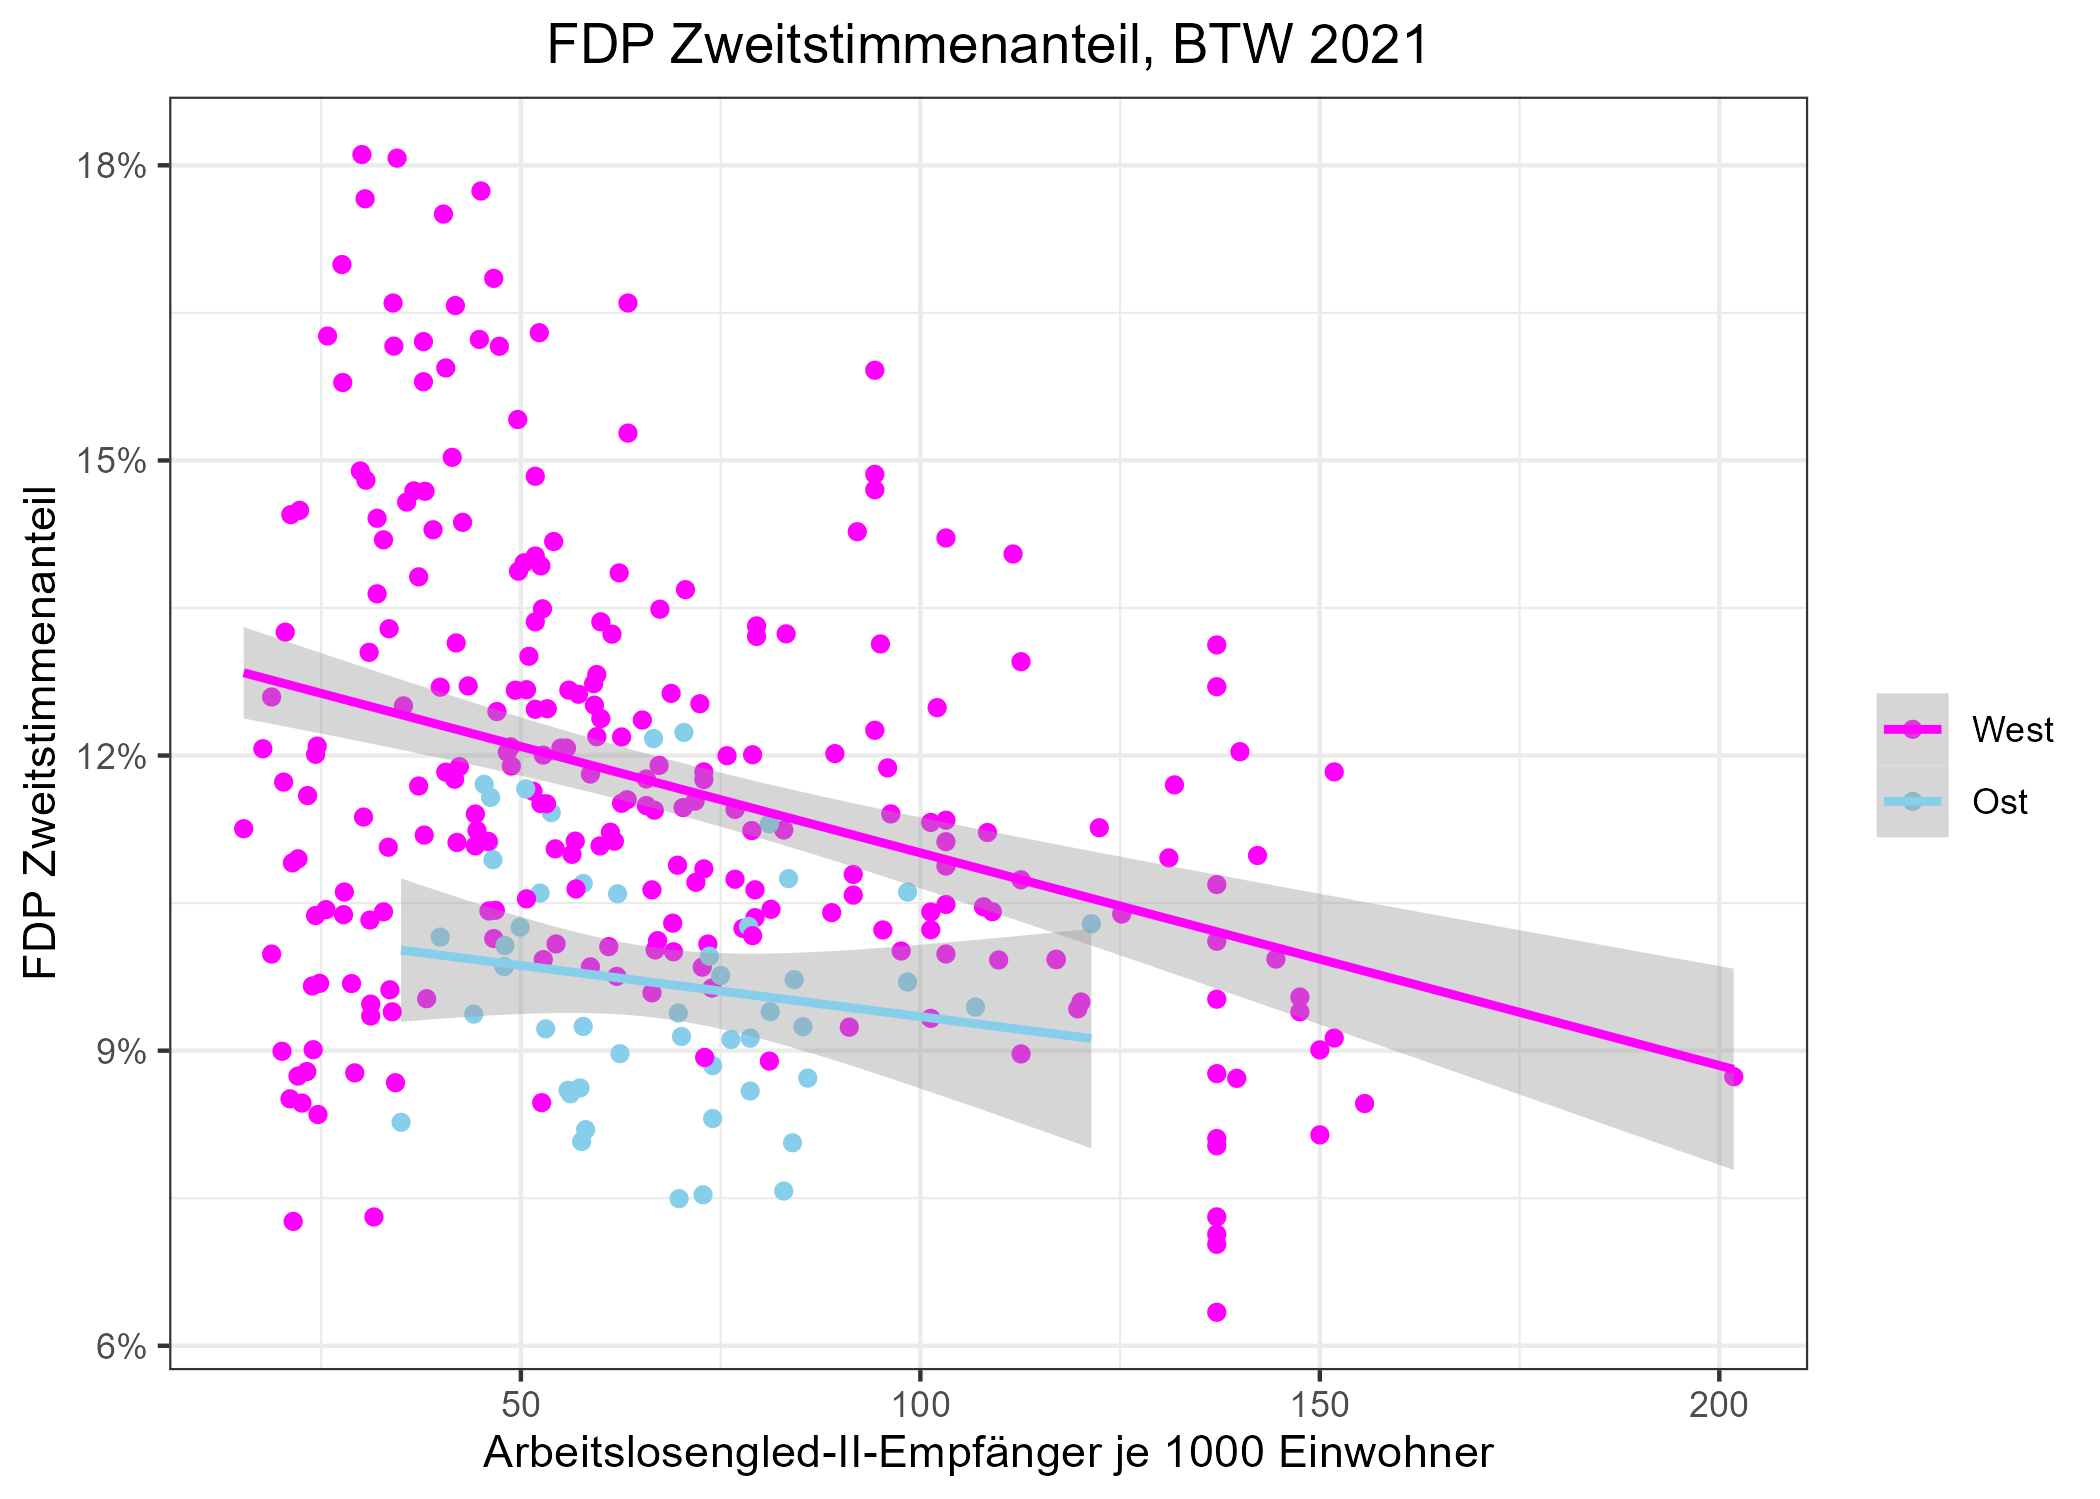 FDP Zweitstimmenanteil, BTW 2021
FDP Zweitstimmenanteil
18%
15%
12%
9%
6%
50
100
150
200
Arbeitslosengled-II-Empfänger je 1000 Einwohner
West
Ost